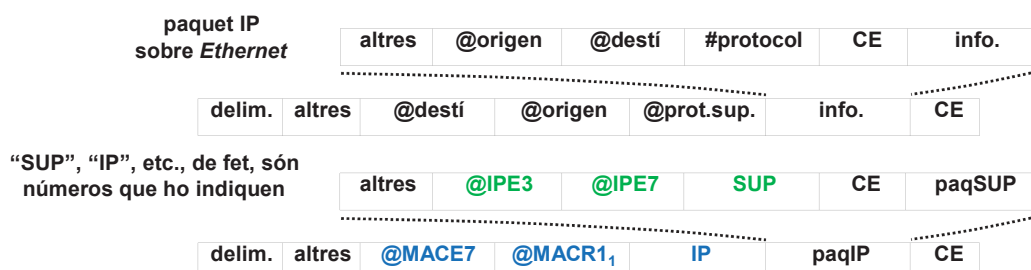 paquet IP
sobre Ethernet
altres @origen @destí #protocol CE info.
delim. altres @destí @origen @prot.sup. info. CE
“SUP”, “IP”, etc., de fet, són
números que ho indiquen
altres @IPE3 @IPE7 SUP CE paqSUP
delim. altres @MACE7 @MACR1₁ IP paqIP CE